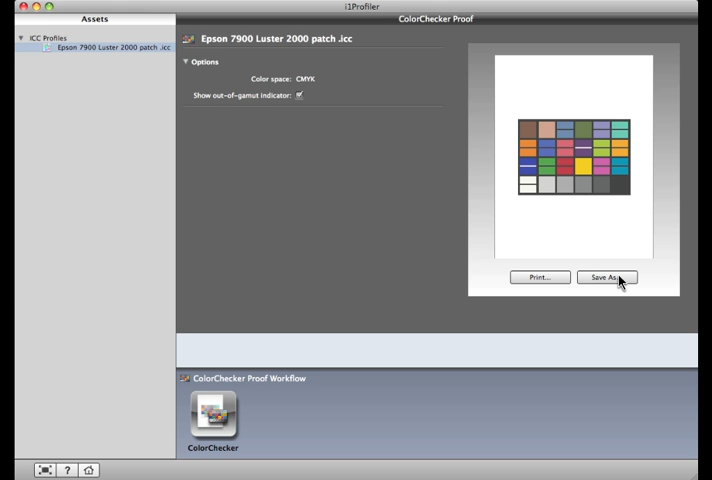 i1Profiler
Assets
ColorChecker Proof
ICC Profiles
Epson 7900 Luster 2000 patch .icc
Epson 7900 Luster 2000 patch .icc
Options
Color space: CMYK
Show out-of-gamut indicator:
Print...
Save As
ColorChecker Proof Workflow
ColorChecker
?